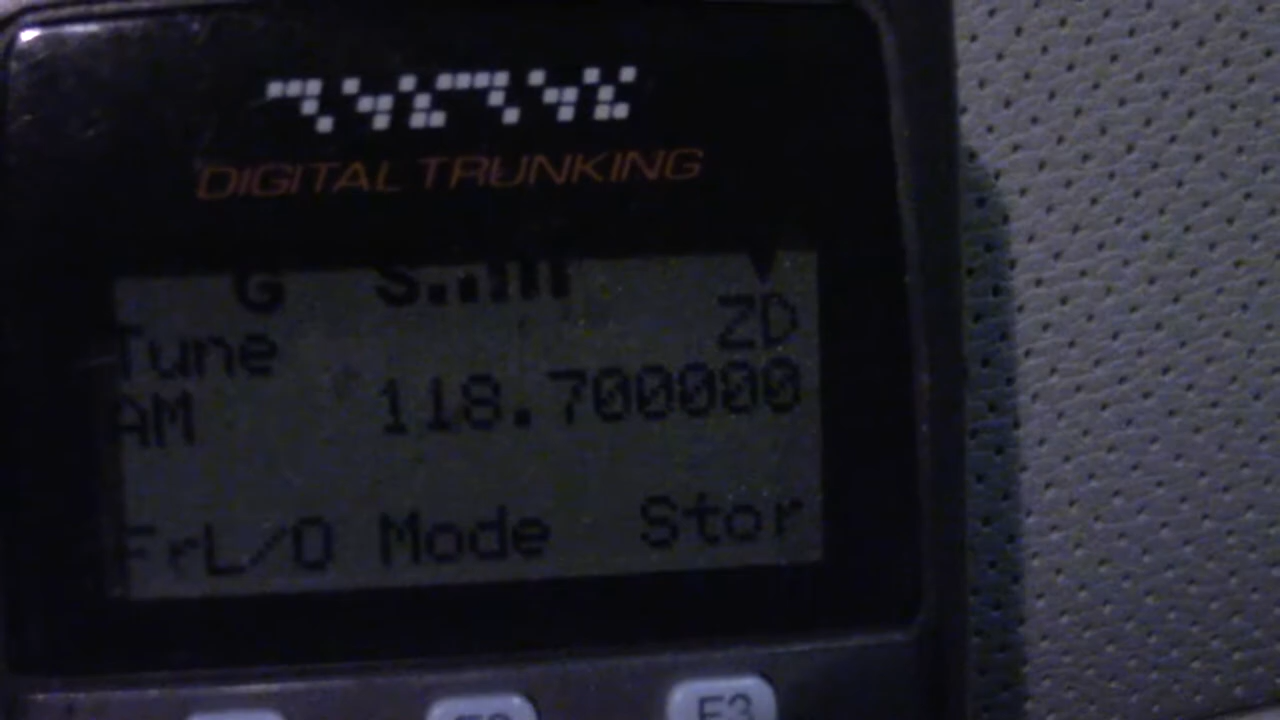 DIGITAL TRUNKING
G S
Tune ZD
AM 118.700000
FrL/O Mode Stor
F3